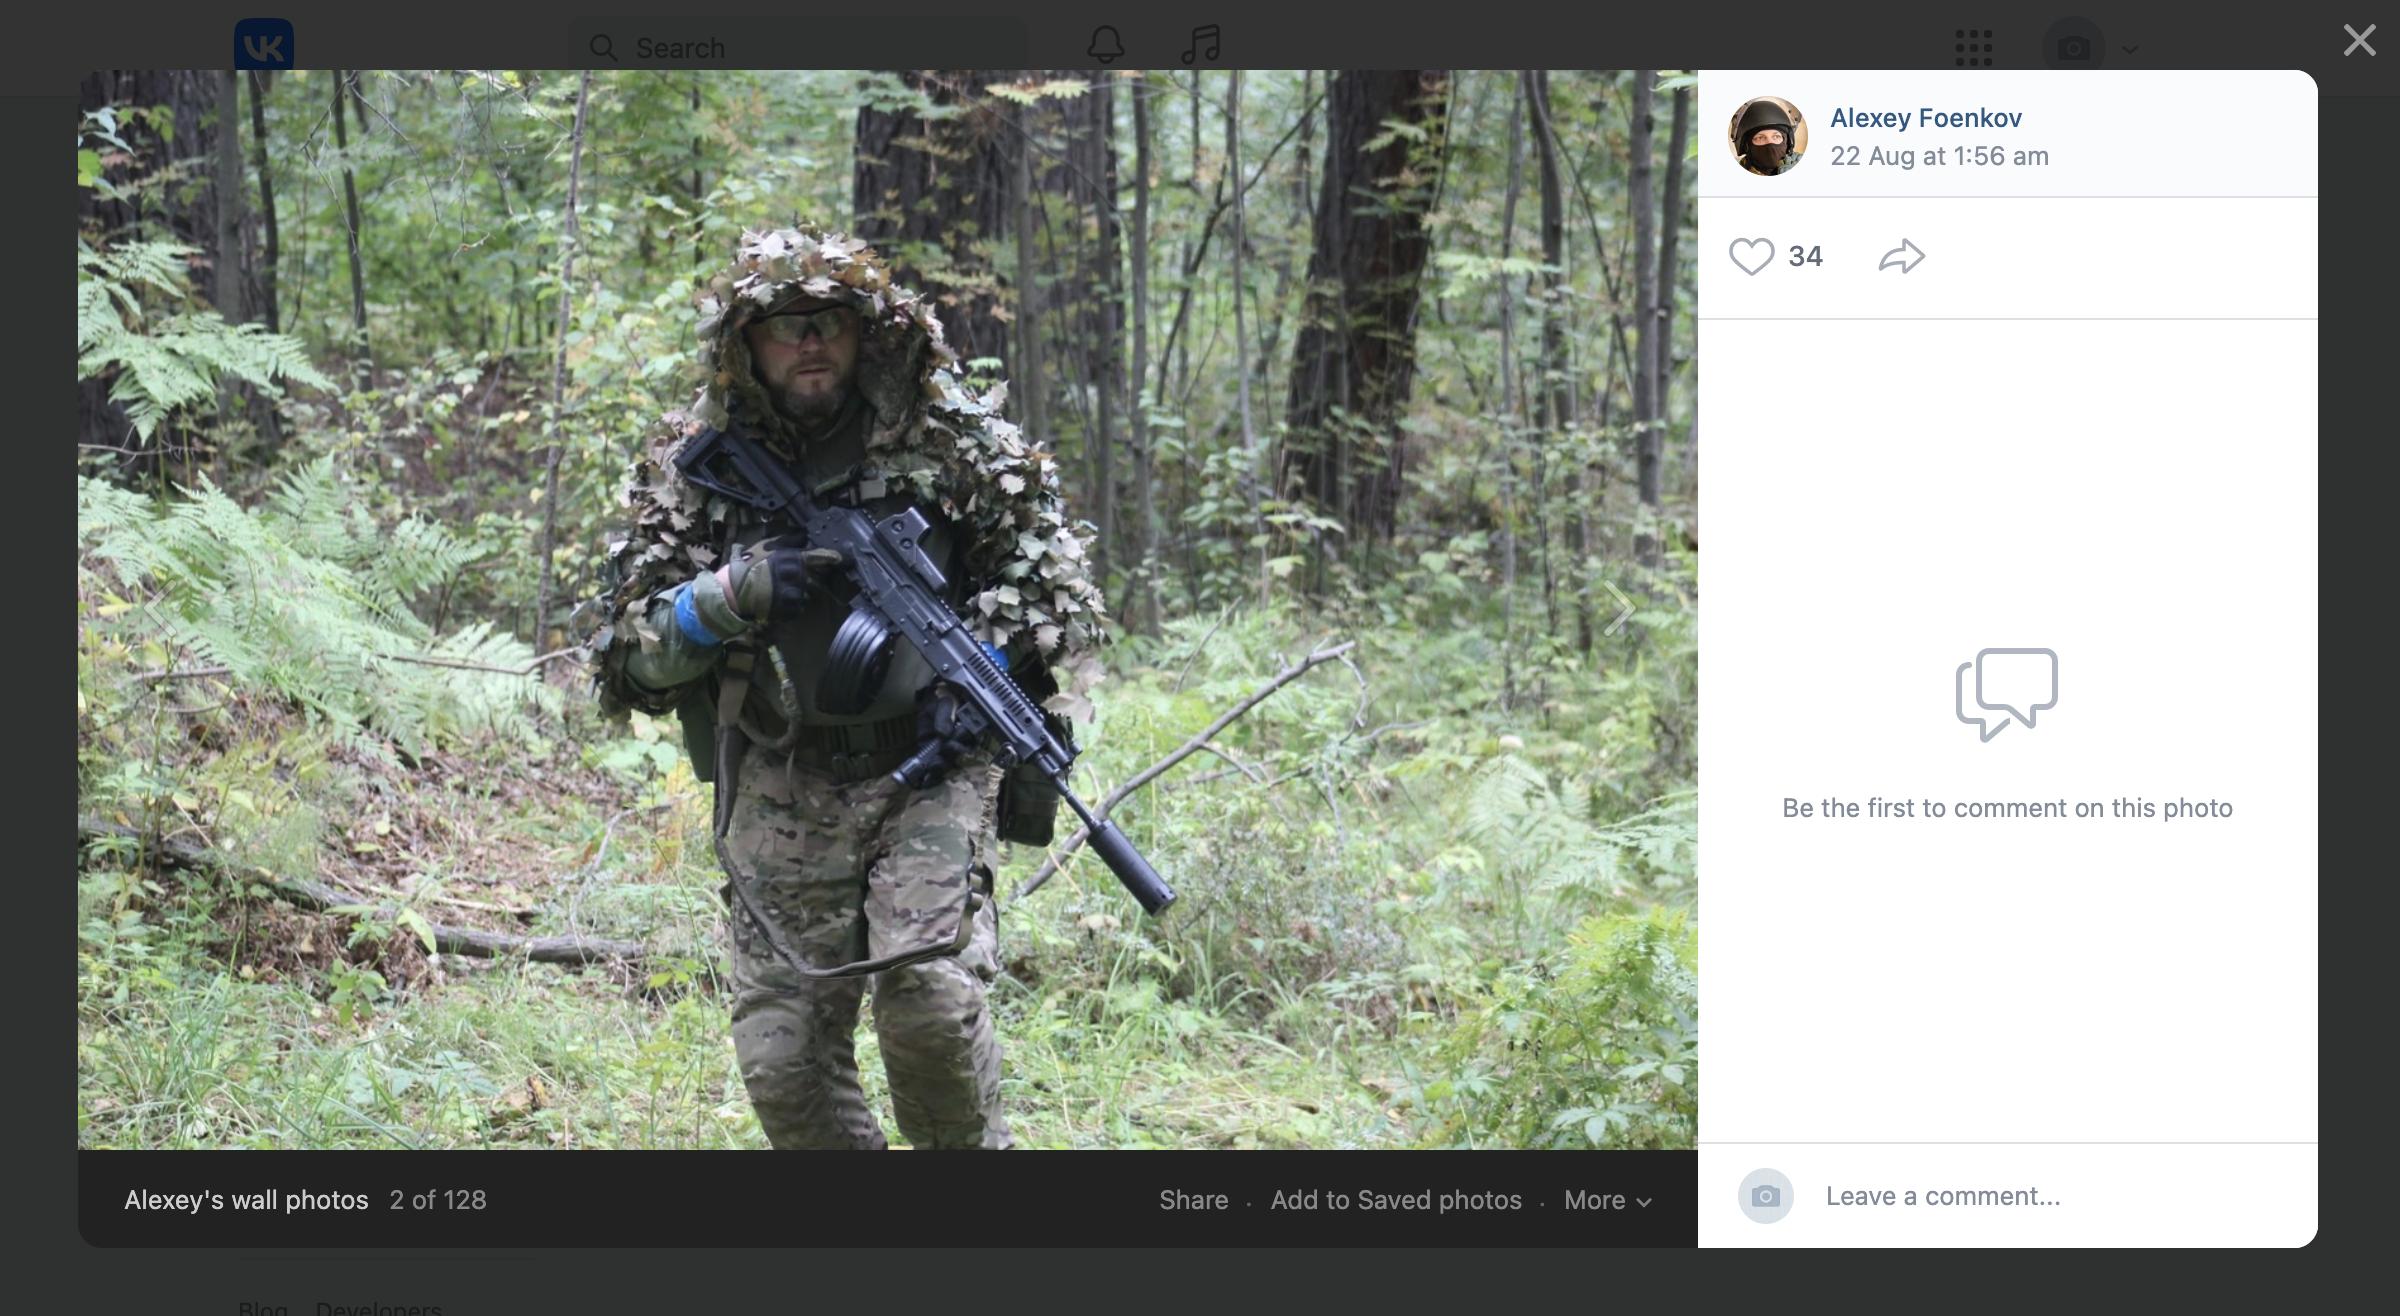 VK
Search
Alexey Foenkov
22 Aug at 1:56 am
34
Be the first to comment on this photo
Alexey's wall photos 2 of 128
Share · Add to Saved photos · More
Leave a comment...
Blog Developers